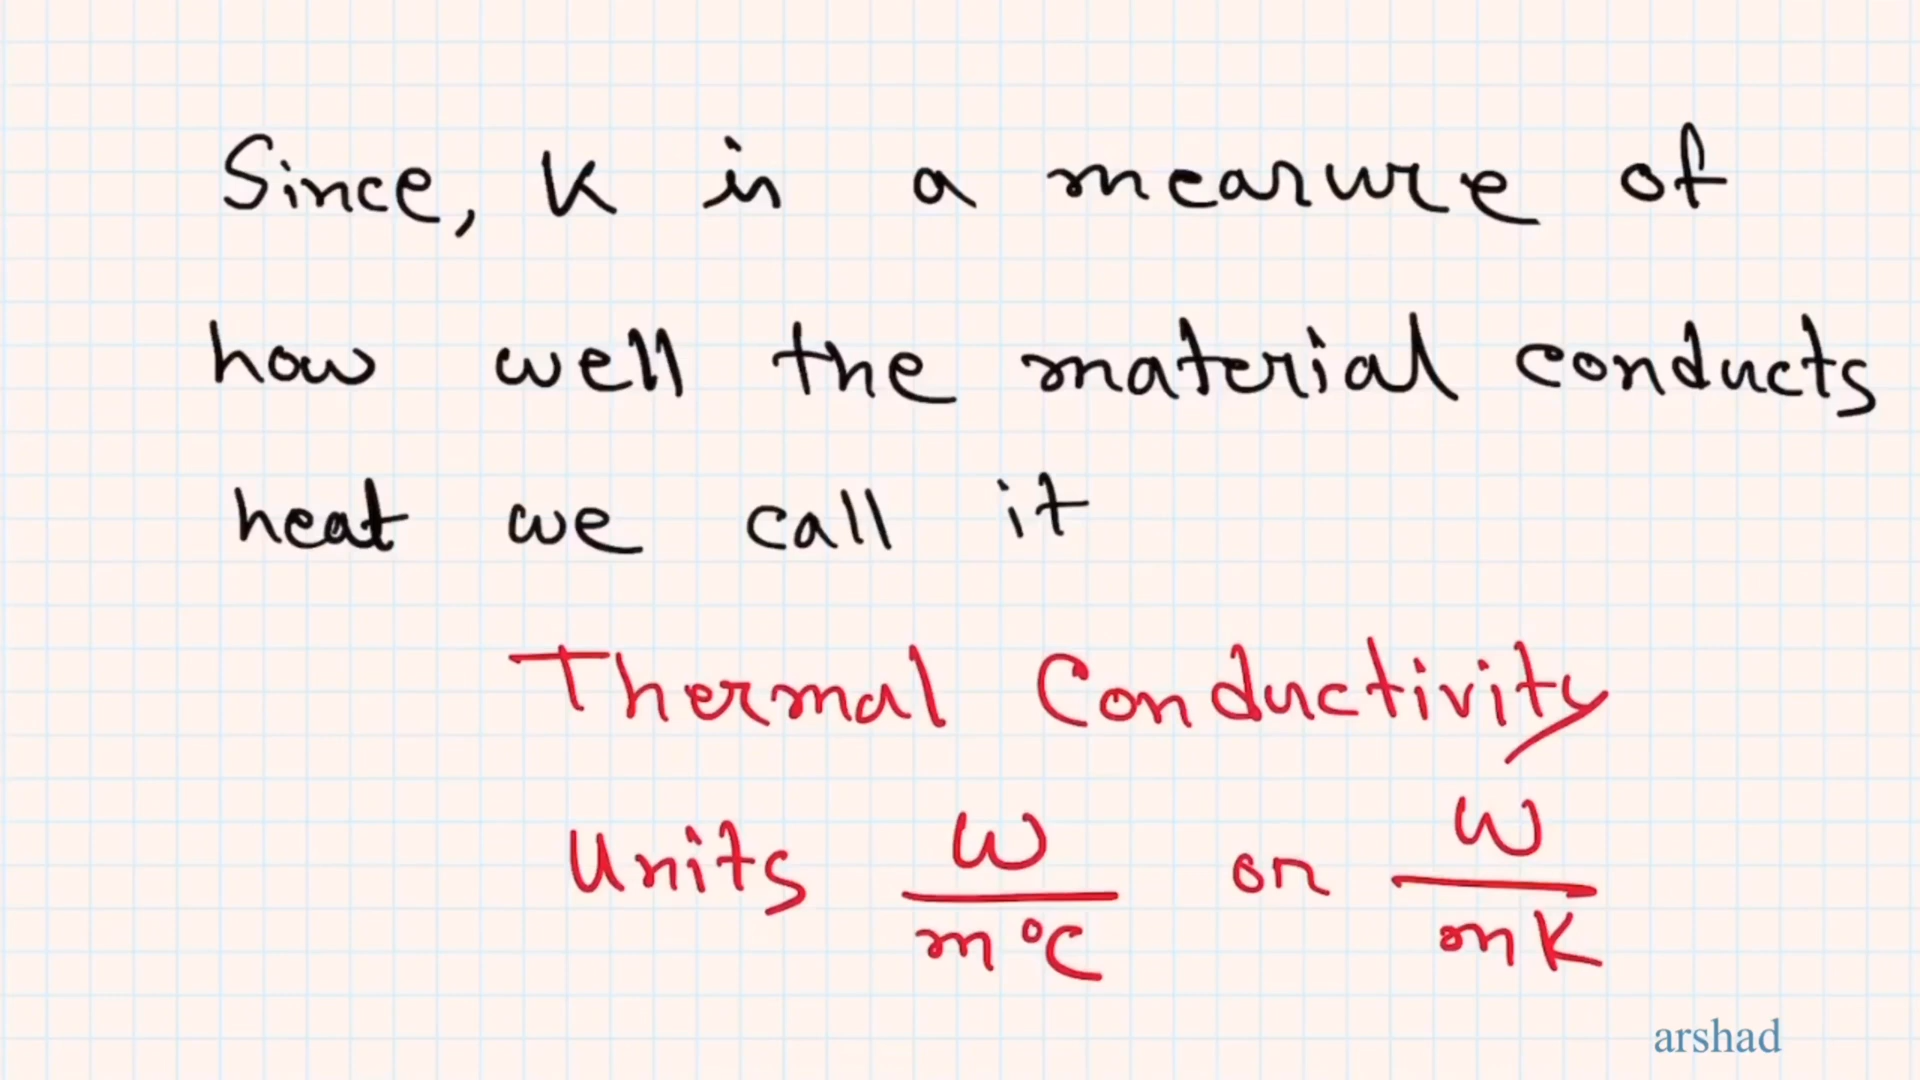 Since, K is a measure of
how well the material conducts
heat we call it
Thermal Conductivity
Units W/m°C or W/mK
arshad